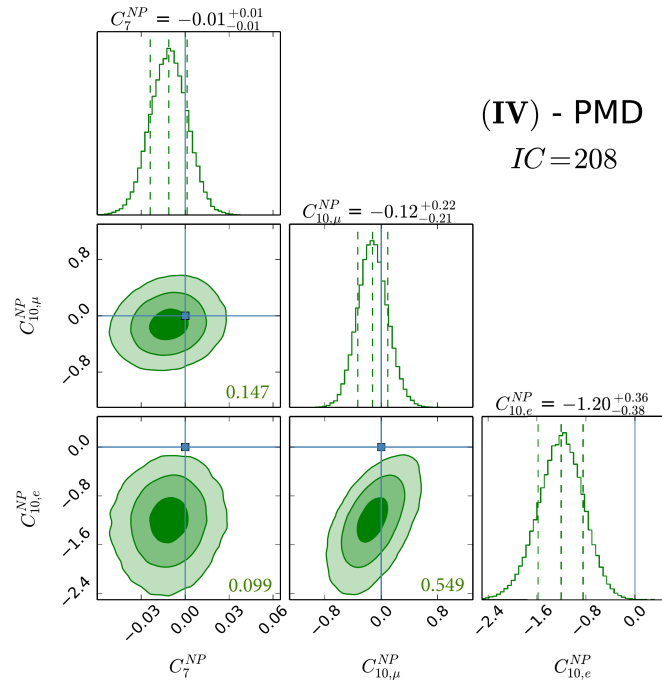 C_7^{NP} = −0.01^{+0.01}_{−0.01}
(IV) - PMD
IC = 208
C_{10,μ}^{NP} = −0.12^{+0.22}_{−0.21}
0.8
0.0
−0.8
C_{10,μ}^{NP}
0.147
C_{10,e}^{NP} = −1.20^{+0.36}_{−0.38}
0.0
−0.8
−1.6
−2.4
C_{10,e}^{NP}
0.099
0.549
−0.03 0.00 0.03 0.06
−0.8 0.0 0.8
−2.4 −1.6 −0.8 0.0
C_7^{NP}
C_{10,μ}^{NP}
C_{10,e}^{NP}